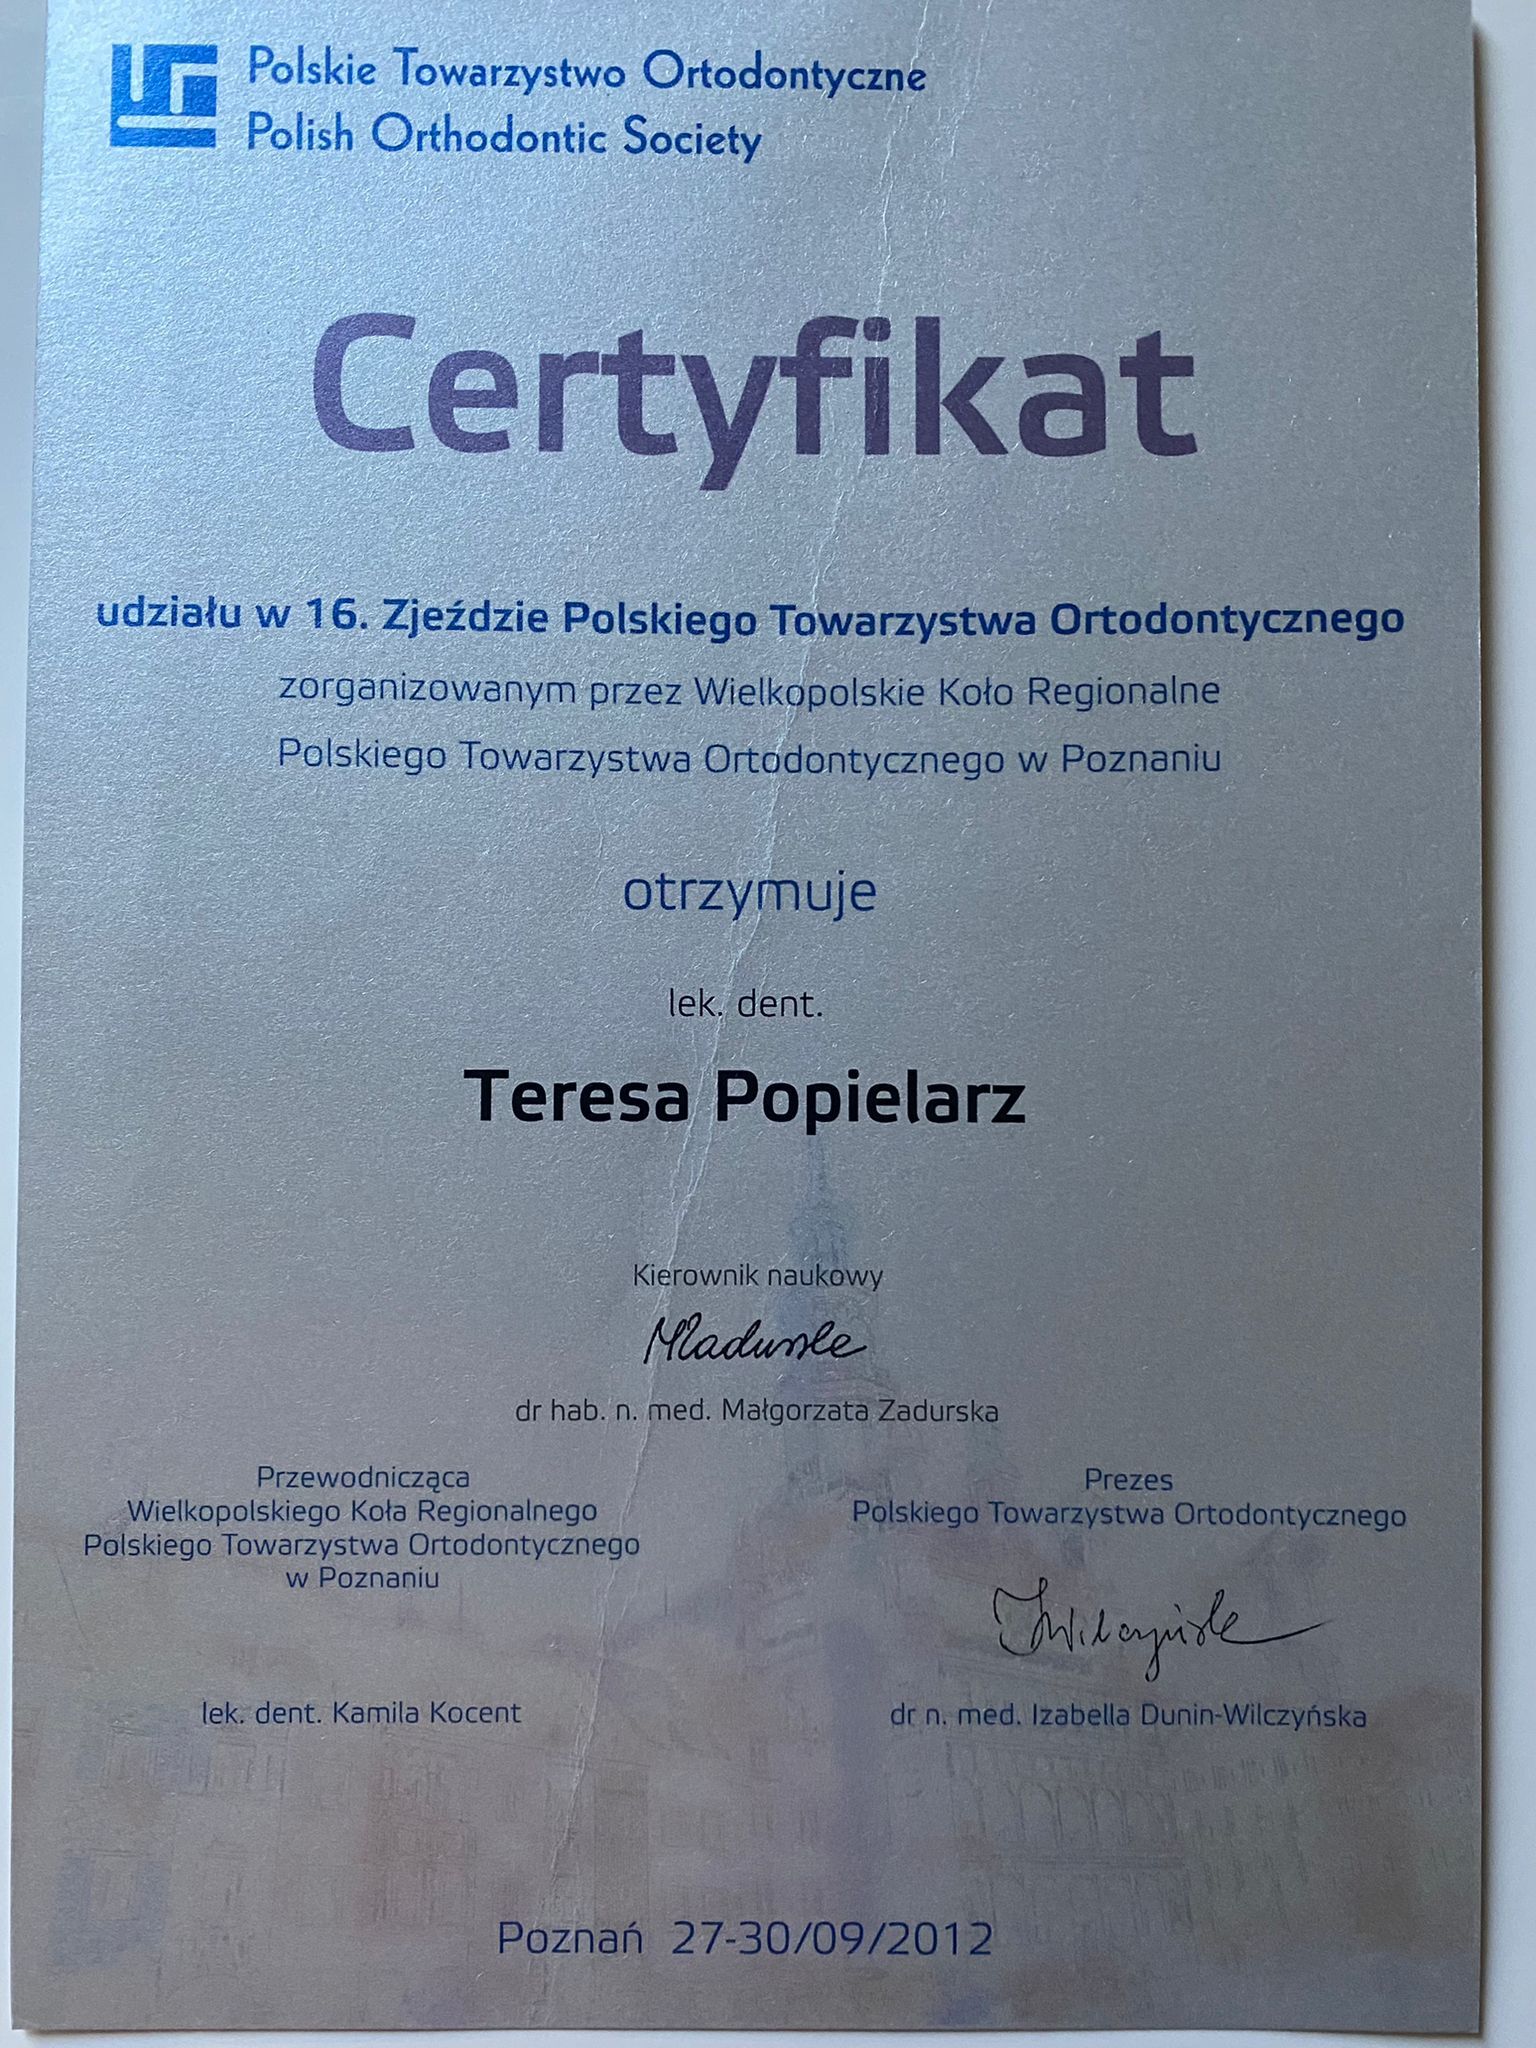 Polskie Towarzystwo Ortodontyczne
Polish Orthodontic Society
Certyfikat
udziału w 16. Zjeździe Polskiego Towarzystwa Ortodontycznego
zorganizowanym przez Wielkopolskie Koło Regionalne
Polskiego Towarzystwa Ortodontycznego w Poznaniu
otrzymuje
lek. dent.
Teresa Popielarz
Kierownik naukowy
MZadurska
dr hab. n. med. Małgorzata Zadurska
Przewodnicząca
Wielkopolskiego Koła Regionalnego
Polskiego Towarzystwa Ortodontycznego
w Poznaniu
lek. dent. Kamila Kocent
Prezes
Polskiego Towarzystwa Ortodontycznego
IWilczyńska
dr n. med. Izabella Dunin-Wilczyńska
Poznań 27-30/09/2012